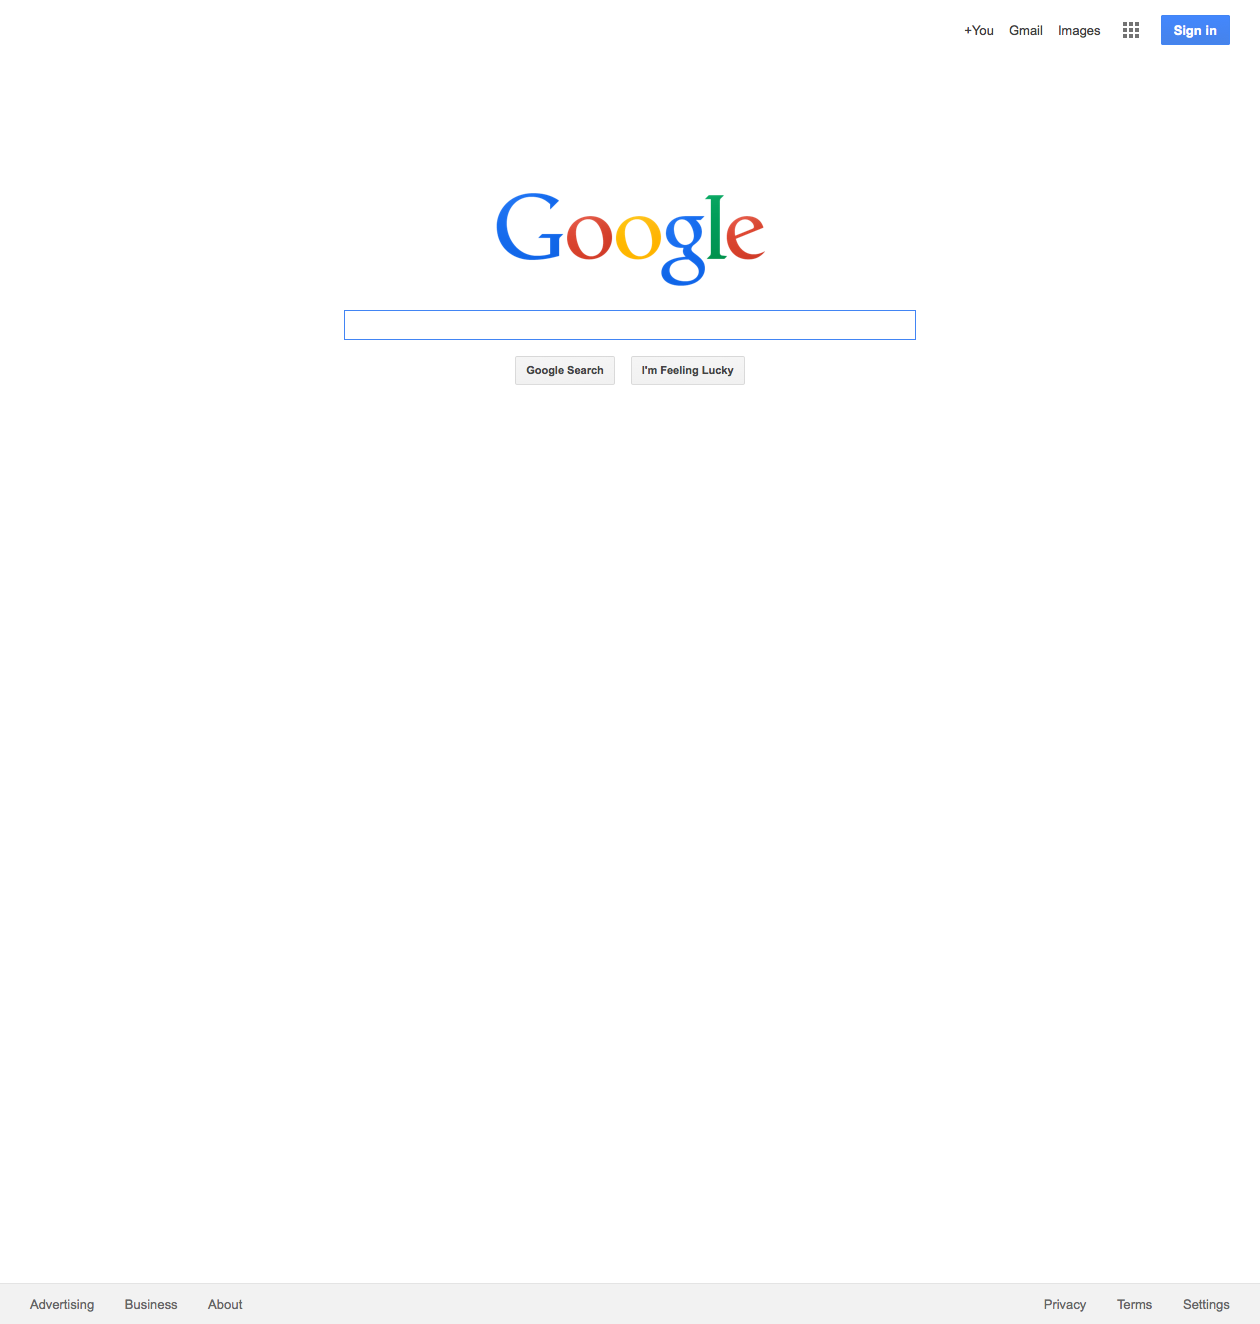 +You Gmail Images Sign in
Google
Google Search I'm Feeling Lucky
Advertising Business About Privacy Terms Settings